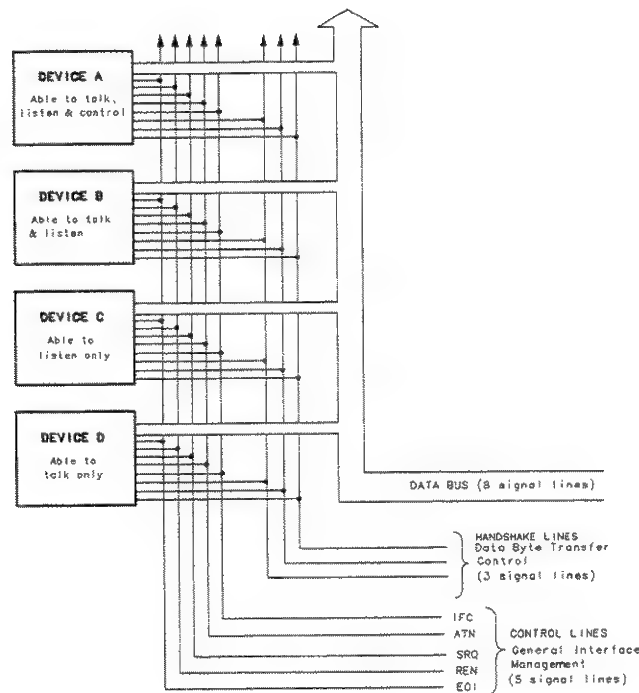 DEVICE A
Able to talk,
listen & control
DEVICE B
Able to talk
& listen
DEVICE C
Able to
listen only
DEVICE D
Able to
talk only
DATA BUS (8 signal lines)
HANDSHAKE LINES
Data Byte Transfer
Control
(3 signal lines)
IFC
ATN
SRQ
REN
EOI
CONTROL LINES
General Interface
Management
(5 signal lines)